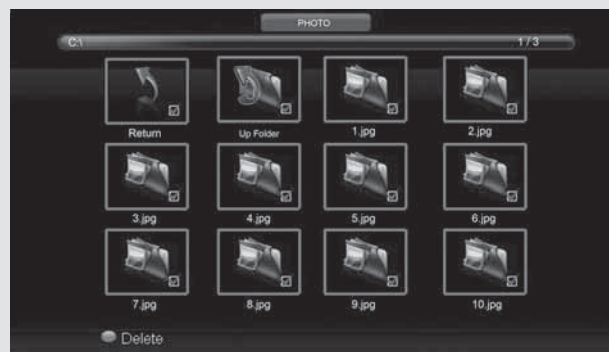 PHOTO
C:\ 1 / 3
Return Up Folder 1.jpg 2.jpg
3.jpg 4.jpg 5.jpg 6.jpg
7.jpg 8.jpg 9.jpg 10.jpg
Delete